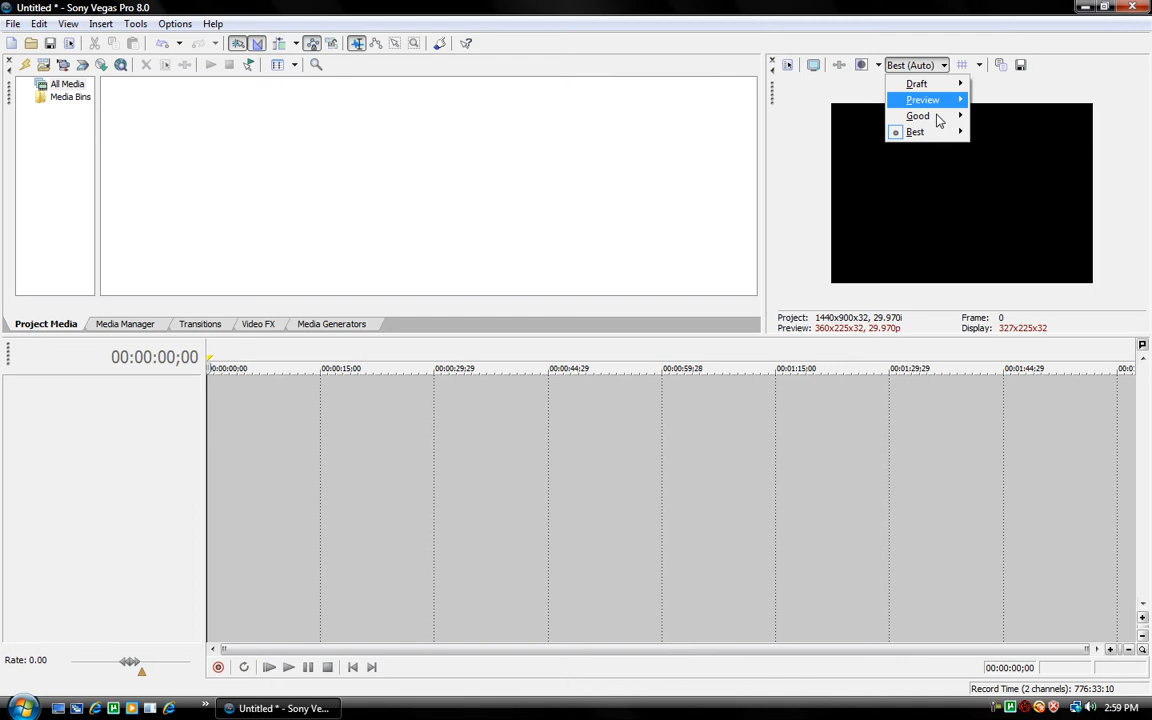 Untitled * - Sony Vegas Pro 8.0
File Edit View Insert Tools Options Help
Best (Auto)
All Media
Media Bins
Draft
Preview
Good
Best
Project Media Media Manager Transitions Video FX Media Generators
Project: 1440x900x32, 29.970i Frame: 0
Preview: 360x225x32, 29.970p Display: 327x225x32
00:00:00;00
00:00:00;00 00:00:15;00 00:00:29;29 00:00:44;29 00:00:59;28 00:01:15;00 00:01:29;29 00:01:44;29 00:0
Rate: 0.00
00:00:00;00
Record Time (2 channels): 776:33:10
Untitled * - Sony Ve...
2:59 PM